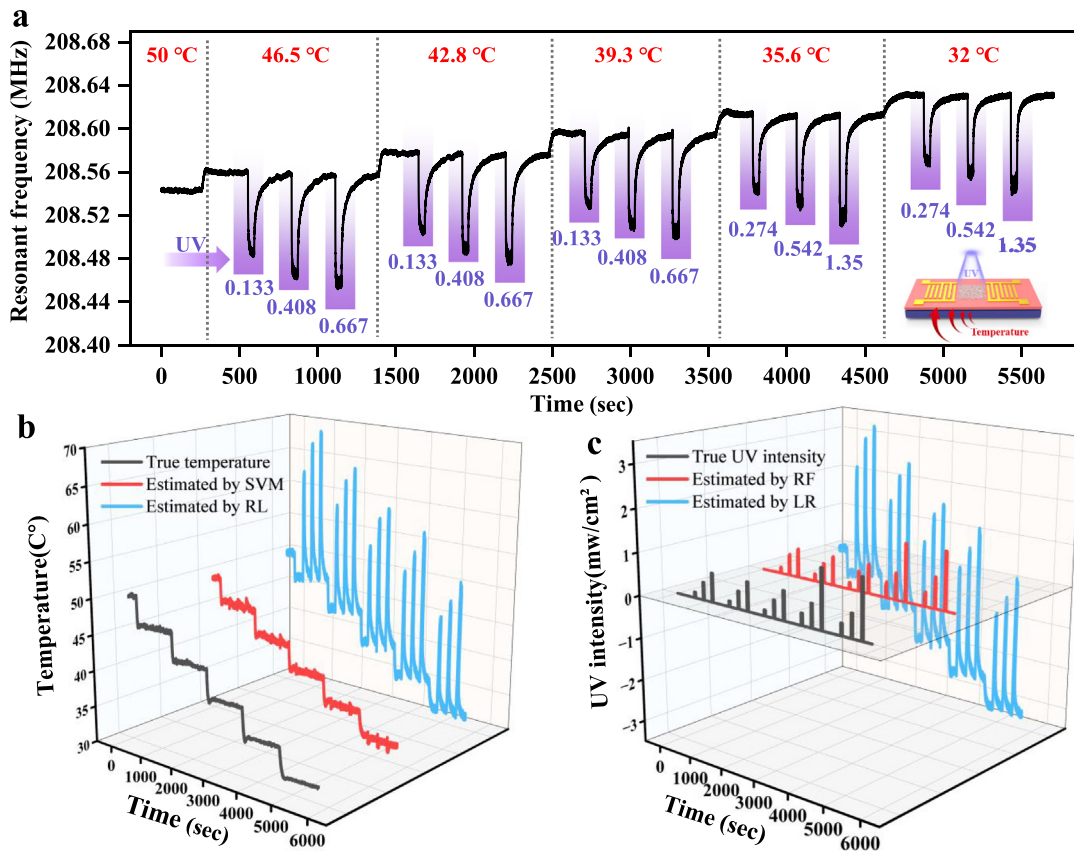 a
Resonant frequency (MHz)
208.68
208.64
208.60
208.56
208.52
208.48
208.44
208.40
50 °C
46.5 °C
42.8 °C
39.3 °C
35.6 °C
32 °C
UV
0.133
0.408
0.667
0.133
0.408
0.667
0.133
0.408
0.667
0.274
0.542
1.35
0.274
0.542
1.35
UV
Temperature
0
500
1000
1500
2000
2500
3000
3500
4000
4500
5000
5500
Time (sec)
b
Temperature(C°)
70
65
60
55
50
45
40
35
30
True temperature
Estimated by SVM
Estimated by RL
0
1000
2000
3000
4000
5000
6000
Time (sec)
c
UV intensity(mw/cm²)
3
2
1
0
−1
−2
−3
True UV intensity
Estimated by RF
Estimated by LR
0
1000
2000
3000
4000
5000
6000
Time (sec)